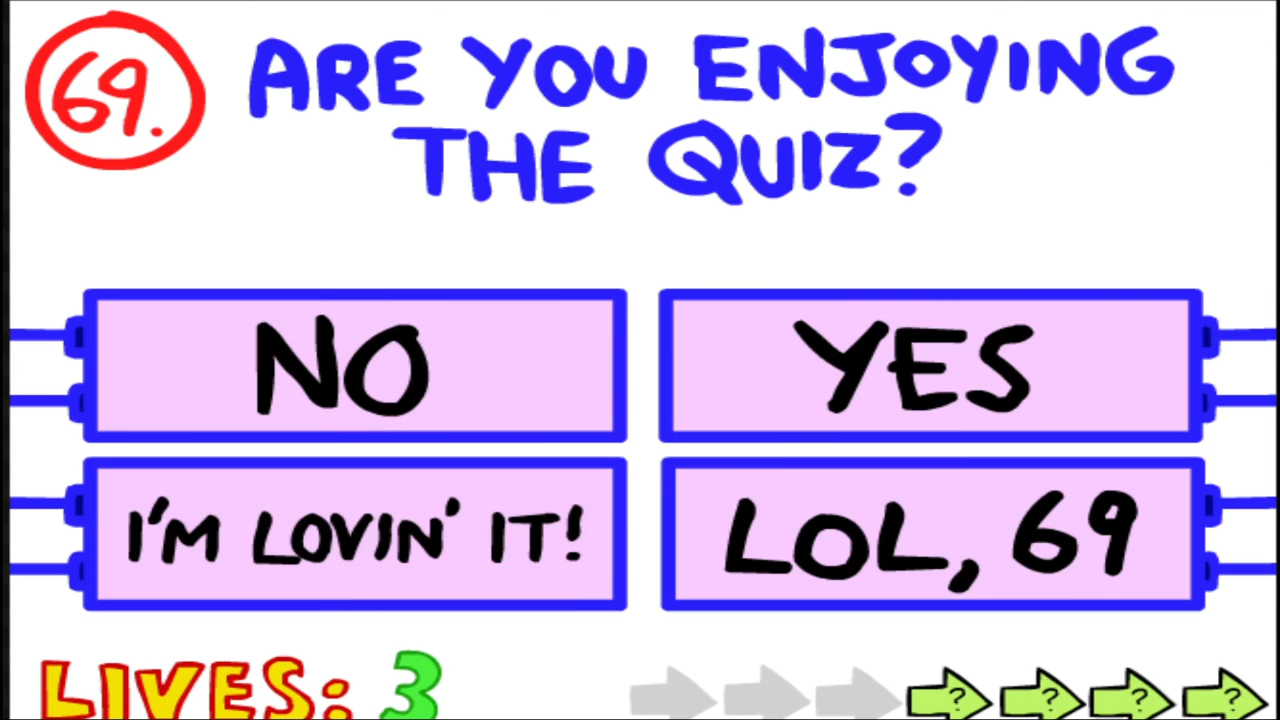 69.
ARE YOU ENJOYING
THE QUIZ?
NO
YES
I'M LOVIN' IT!
LOL, 69
LIVES: 3
? ? ? ?